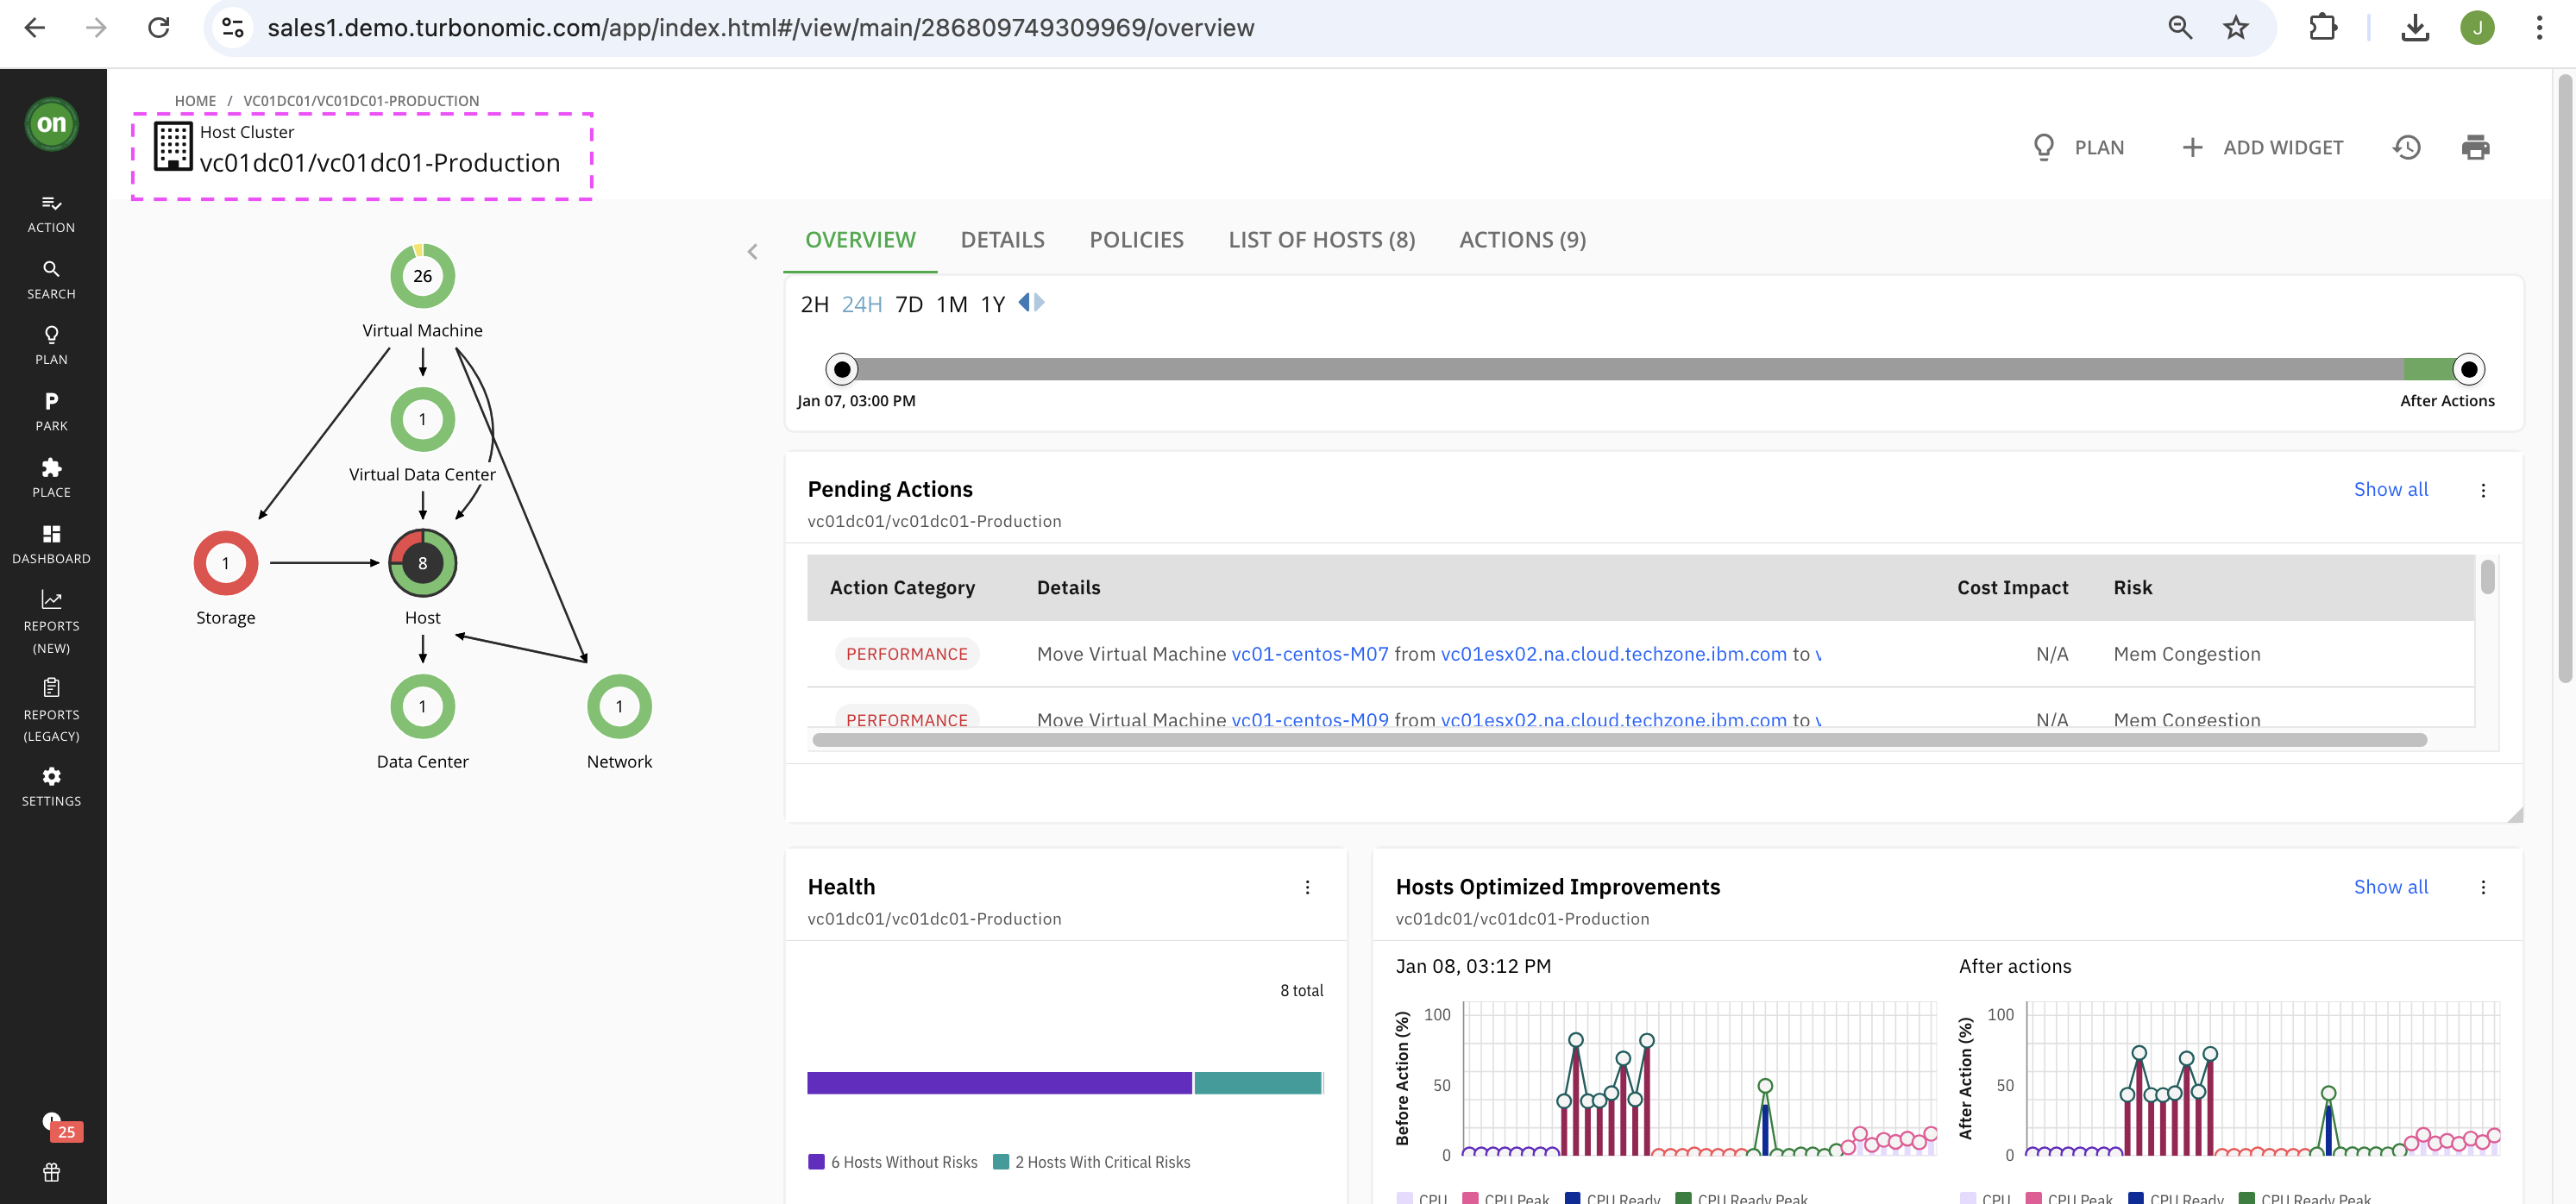 sales1.demo.turbonomic.com/app/index.html#/view/main/286809749309969/overview
J
on
ACTION
SEARCH
PLAN
PARK
PLACE
DASHBOARD
REPORTS
(NEW)
REPORTS
(LEGACY)
SETTINGS
25
HOME / VC01DC01/VC01DC01-PRODUCTION
Host Cluster
vc01dc01/vc01dc01-Production
PLAN
ADD WIDGET
26
Virtual Machine
1
Virtual Data Center
1
Storage
8
Host
1
Data Center
1
Network
OVERVIEW DETAILS POLICIES LIST OF HOSTS (8) ACTIONS (9)
2H 24H 7D 1M 1Y
Jan 07, 03:00 PM
After Actions
Pending Actions
Show all
vc01dc01/vc01dc01-Production
Action Category Details Cost Impact Risk
PERFORMANCE Move Virtual Machine vc01-centos-M07 from vc01esx02.na.cloud.techzone.ibm.com to N/A Mem Congestion
PERFORMANCE Move Virtual Machine vc01-centos-M09 from vc01esx02.na.cloud.techzone.ibm.com to N/A Mem Congestion
Health
vc01dc01/vc01dc01-Production
8 total
6 Hosts Without Risks 2 Hosts With Critical Risks
Hosts Optimized Improvements
Show all
vc01dc01/vc01dc01-Production
Jan 08, 03:12 PM
Before Action (%)
100
50
0
CPU CPU Peak CPU Ready CPU Ready Peak
After actions
After Action (%)
100
50
0
CPU CPU Peak CPU Ready CPU Ready Peak